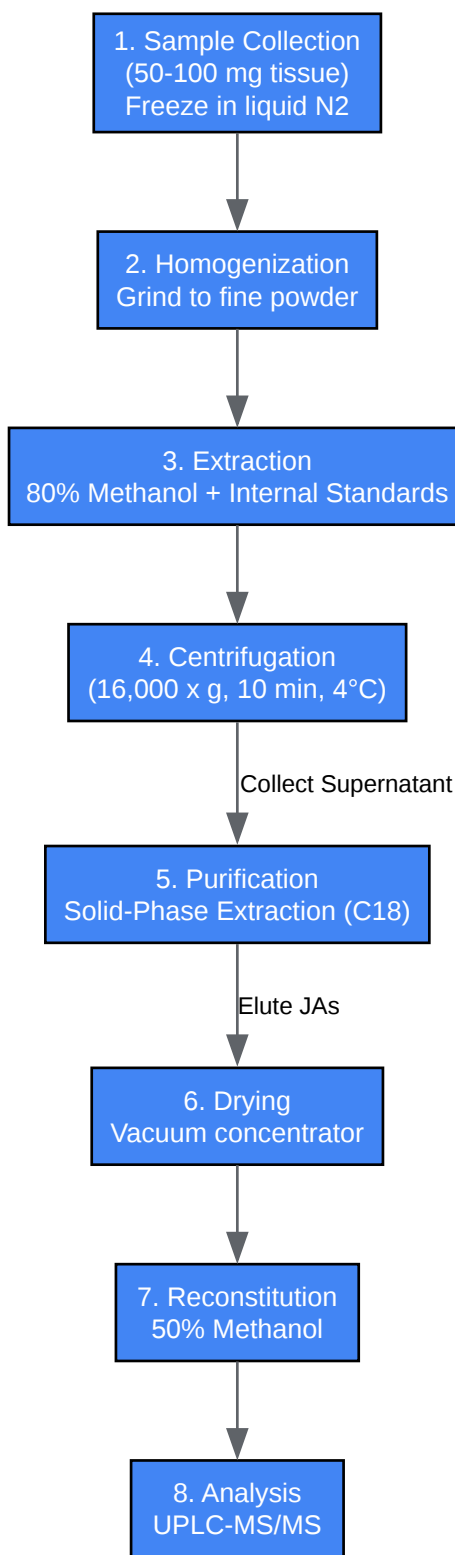 1. Sample Collection
(50-100 mg tissue)
Freeze in liquid N2
2. Homogenization
Grind to fine powder
3. Extraction
80% Methanol + Internal Standards
4. Centrifugation
(16,000 x g, 10 min, 4°C)
Collect Supernatant
5. Purification
Solid-Phase Extraction (C18)
Elute JAs
6. Drying
Vacuum concentrator
7. Reconstitution
50% Methanol
8. Analysis
UPLC-MS/MS